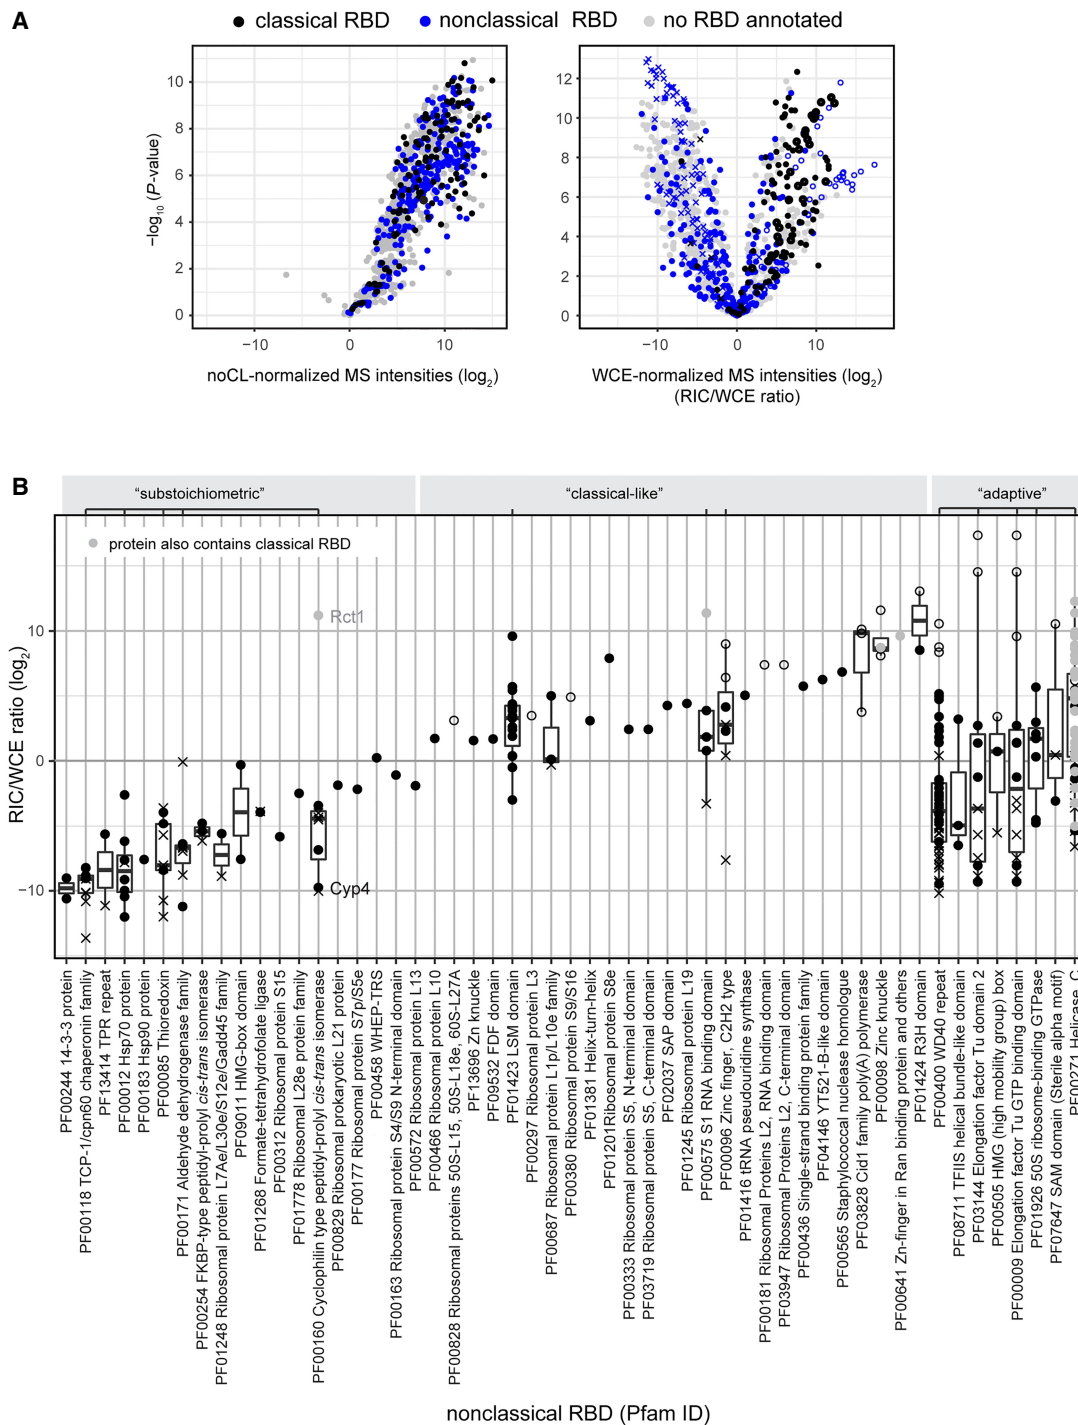 A
classical RBD
nonclassical RBD
no RBD annotated
−log10 (P-value)
10
8
6
4
2
0
−10
0
10
noCL-normalized MS intensities (log2)
12
10
8
6
4
2
0
−10
0
10
WCE-normalized MS intensities (log2)
(RIC/WCE ratio)
B
“substoichiometric”
“classical-like”
“adaptive”
protein also contains classical RBD
Rct1
Cyp4
RIC/WCE ratio (log2)
10
0
−10
PF00244 14-3-3 protein
PF00118 TCP-1/cpn60 chaperonin family
PF13414 TPR repeat
PF00012 Hsp70 protein
PF00183 Hsp90 protein
PF00085 Thioredoxin
PF00171 Aldehyde dehydrogenase family
PF00254 FKBP-type peptidyl-prolyl cis-trans isomerase
PF01248 Ribosomal protein L7Ae/L30e/S12e/Gadd45 family
PF09011 HMG-box domain
PF01268 Formate-tetrahydrofolate ligase
PF00312 Ribosomal protein S15
PF01778 Ribosomal L28e protein family
PF00160 Cyclophilin type peptidyl-prolyl cis-trans isomerase
PF00829 Ribosomal prokaryotic L21 protein
PF00177 Ribosomal protein S7p/S5e
PF00458 WHEP-TRS
PF00163 Ribosomal protein S4/S9 N-terminal domain
PF00572 Ribosomal protein L13
PF00466 Ribosomal protein L10
PF00828 Ribosomal proteins 50S-L15, 50S-L18e, 60S-L27A
PF13696 Zn knuckle
PF09532 FDF domain
PF01423 LSM domain
PF00297 Ribosomal protein L3
PF00687 Ribosomal protein L1p/L10e family
PF00380 Ribosomal protein S9/S16
PF01381 Helix-turn-helix
PF01201Ribosomal protein S8e
PF00333 Ribosomal protein S5, N-terminal domain
PF03719 Ribosomal protein S5, C-terminal domain
PF02037 SAP domain
PF01245 Ribosomal protein L19
PF00575 S1 RNA binding domain
PF00096 Zinc finger, C2H2 type
PF01416 tRNA pseudouridine synthase
PF00181 Ribosomal Proteins L2, RNA binding domain
PF03947 Ribosomal Proteins L2, C-terminal domain
PF00436 Single-strand binding protein family
PF04146 YT521-B-like domain
PF00565 Staphylococcal nuclease homologue
PF03828 Cid1 family poly(A) polymerase
PF00098 Zinc knuckle
PF00641 Zn-finger in Ran binding protein and others
PF01424 R3H domain
PF00400 WD40 repeat
PF08711 TFIIS helical bundle-like domain
PF03144 Elongation factor Tu domain 2
PF00505 HMG (high mobility group) box
PF00009 Elongation factor Tu GTP binding domain
PF01926 50S ribosome-binding GTPase
PF07647 SAM domain (Sterile alpha motif)
PF00271 Helicase_C
nonclassical RBD (Pfam ID)